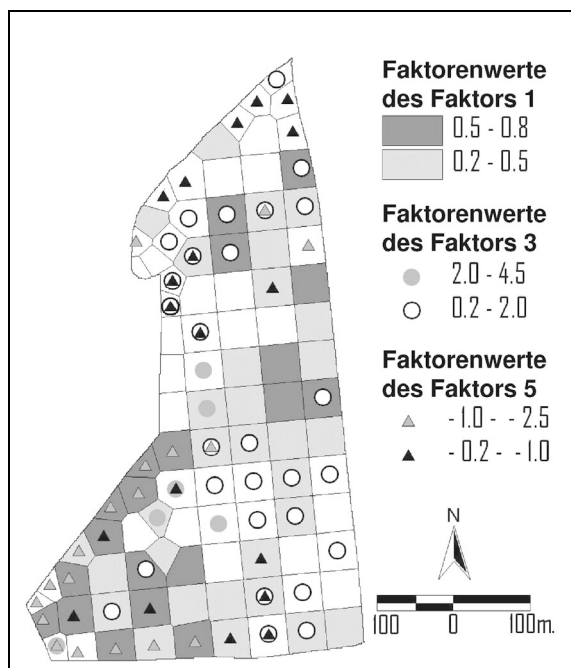 Faktorenwerte
des Faktors 1
0.5 - 0.8
0.2 - 0.5
Faktorenwerte
des Faktors 3
2.0 - 4.5
0.2 - 2.0
Faktorenwerte
des Faktors 5
-1.0 - -2.5
-0.2 - -1.0
N
100 0 100m.